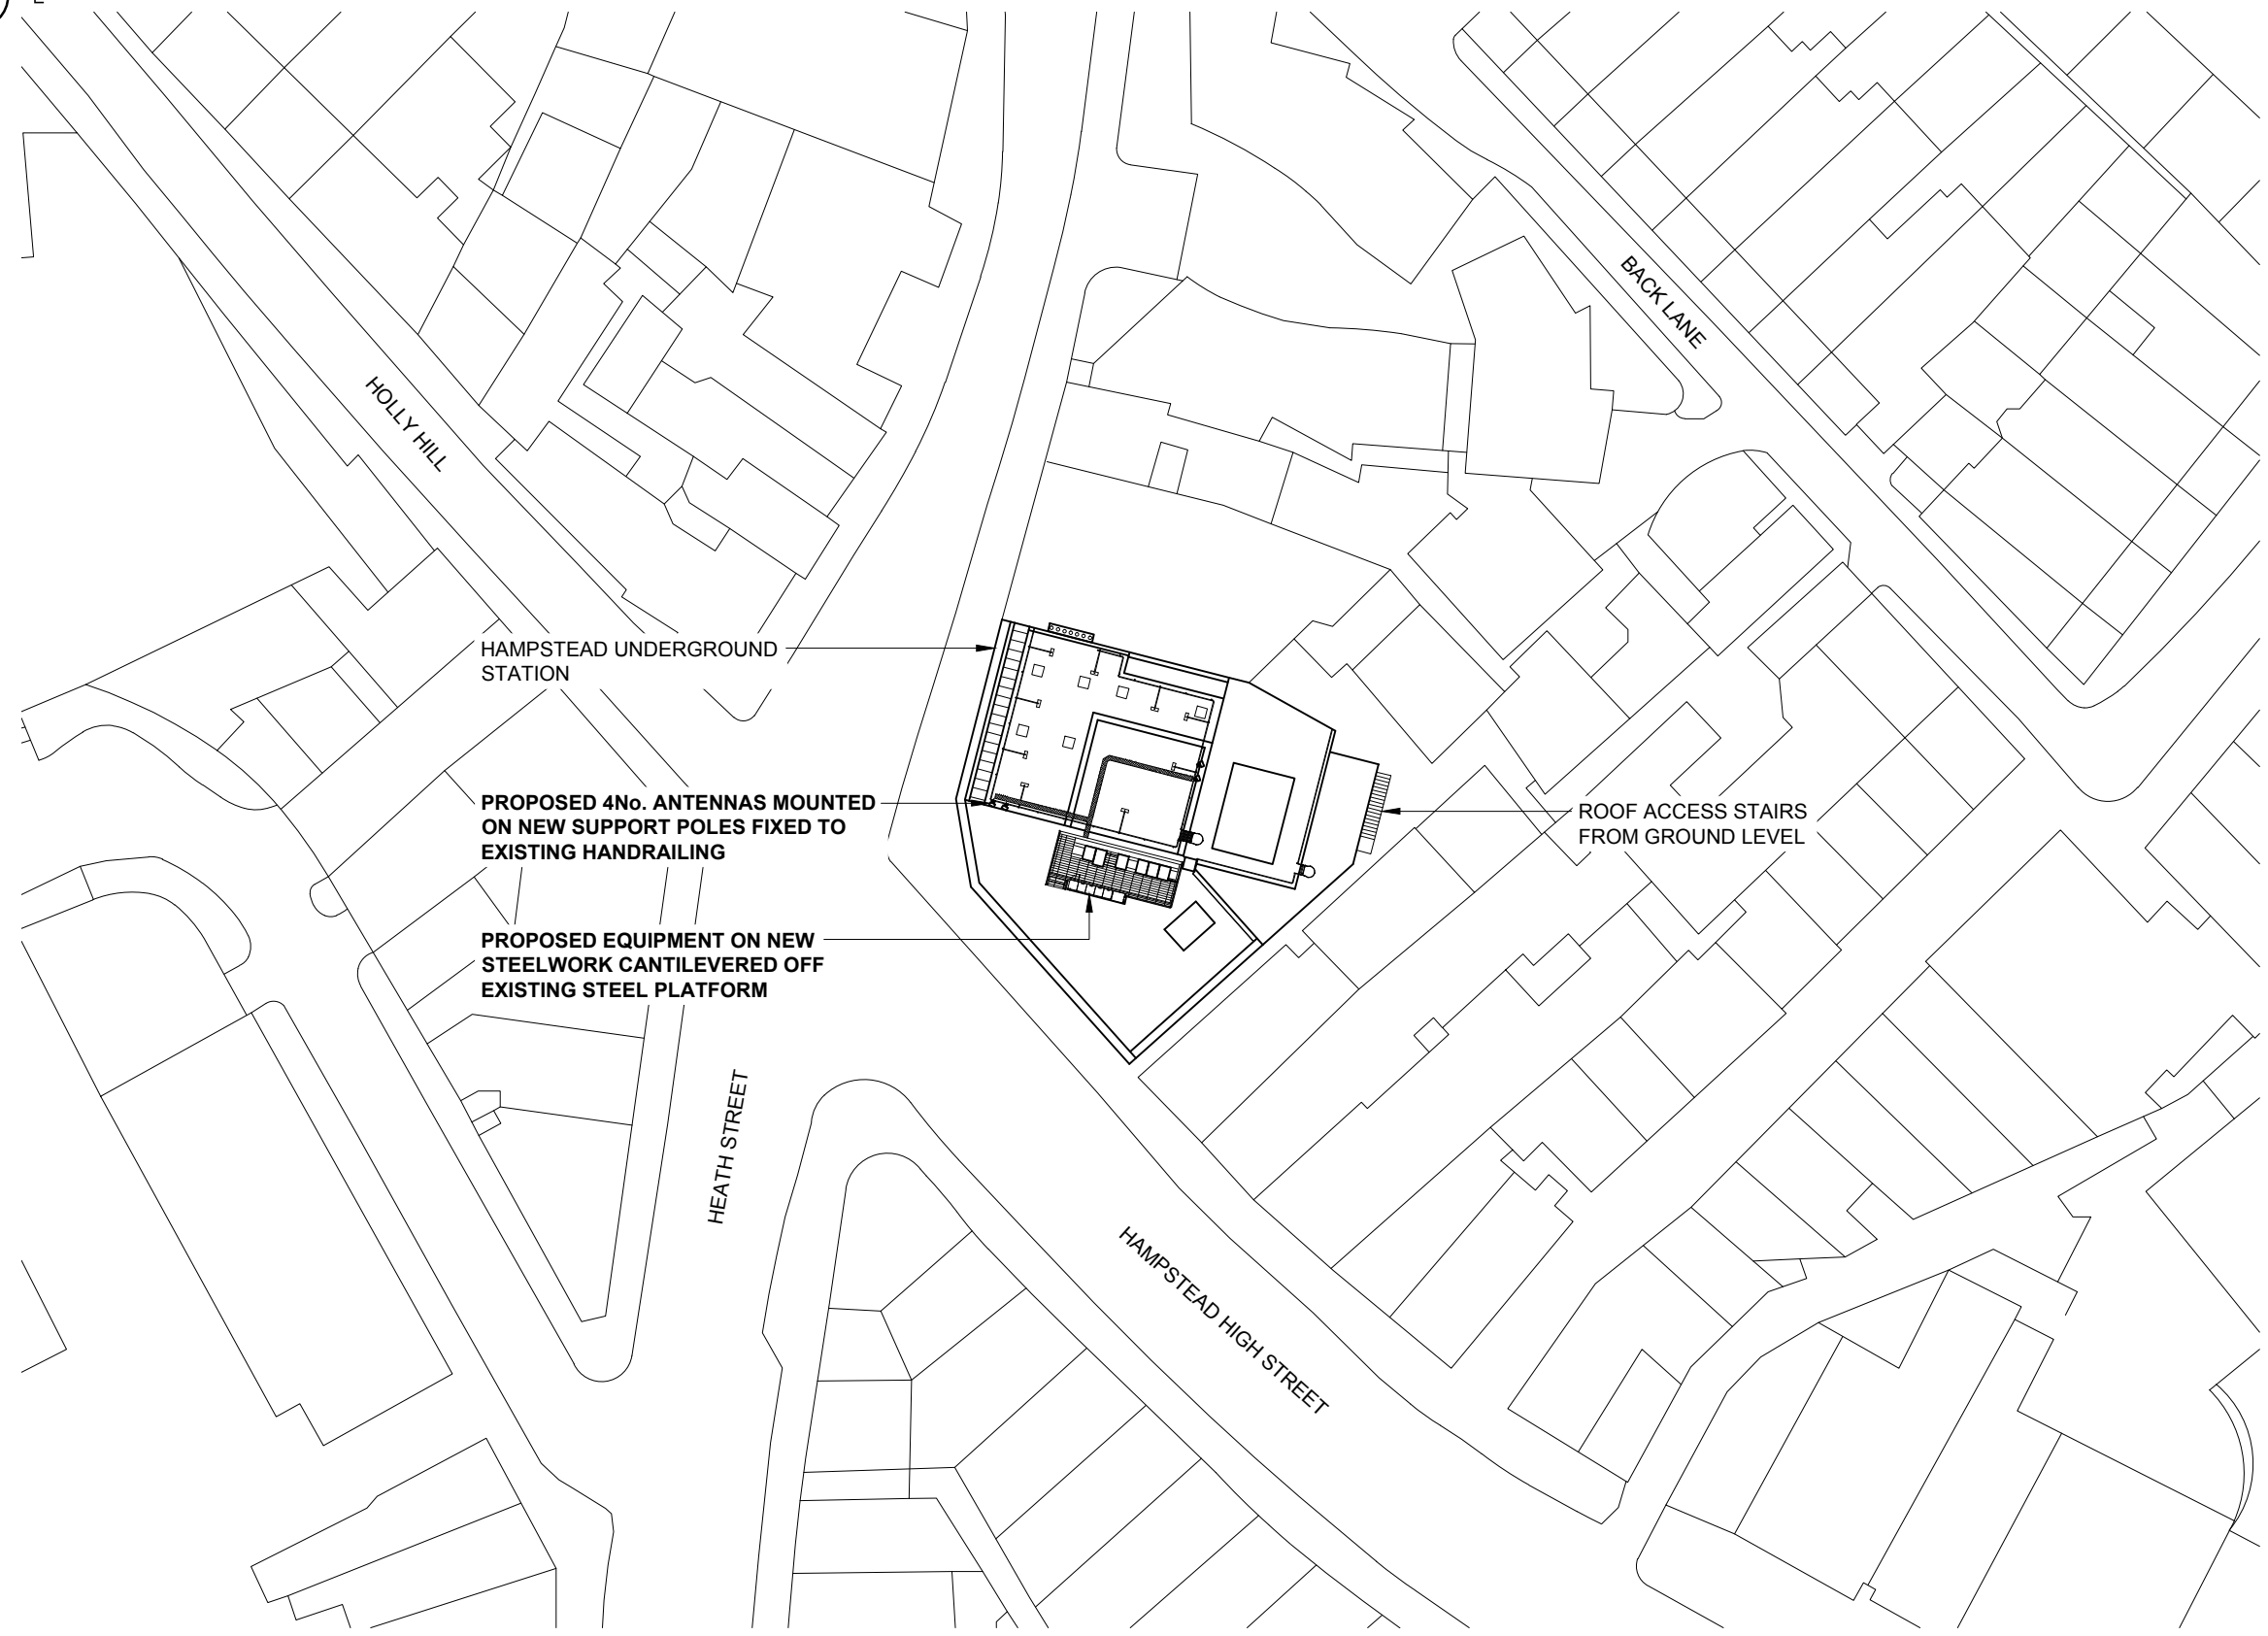 BACK LANE
HOLLY HILL
HAMPSTEAD UNDERGROUND
STATION
PROPOSED 4No. ANTENNAS MOUNTED
ON NEW SUPPORT POLES FIXED TO
EXISTING HANDRAILING
ROOF ACCESS STAIRS
FROM GROUND LEVEL
PROPOSED EQUIPMENT ON NEW
STEELWORK CANTILEVERED OFF
EXISTING STEEL PLATFORM
HEATH STREET
HAMPSTEAD HIGH STREET